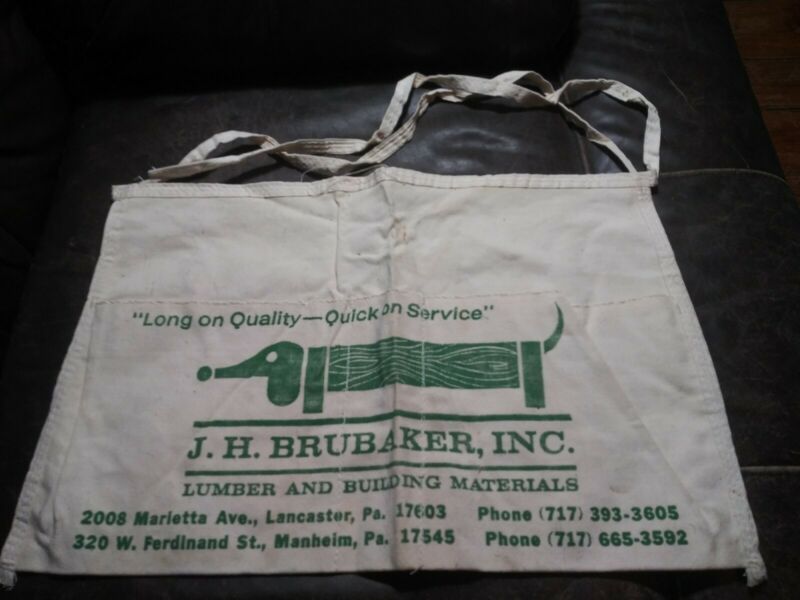 "Long on Quality—Quick on Service"
J. H. BRUBAKER, INC.
LUMBER AND BUILDING MATERIALS
2008 Marietta Ave., Lancaster, Pa. 17603 Phone (717) 393-3605
320 W. Ferdinand St., Manheim, Pa. 17545 Phone (717) 665-3592